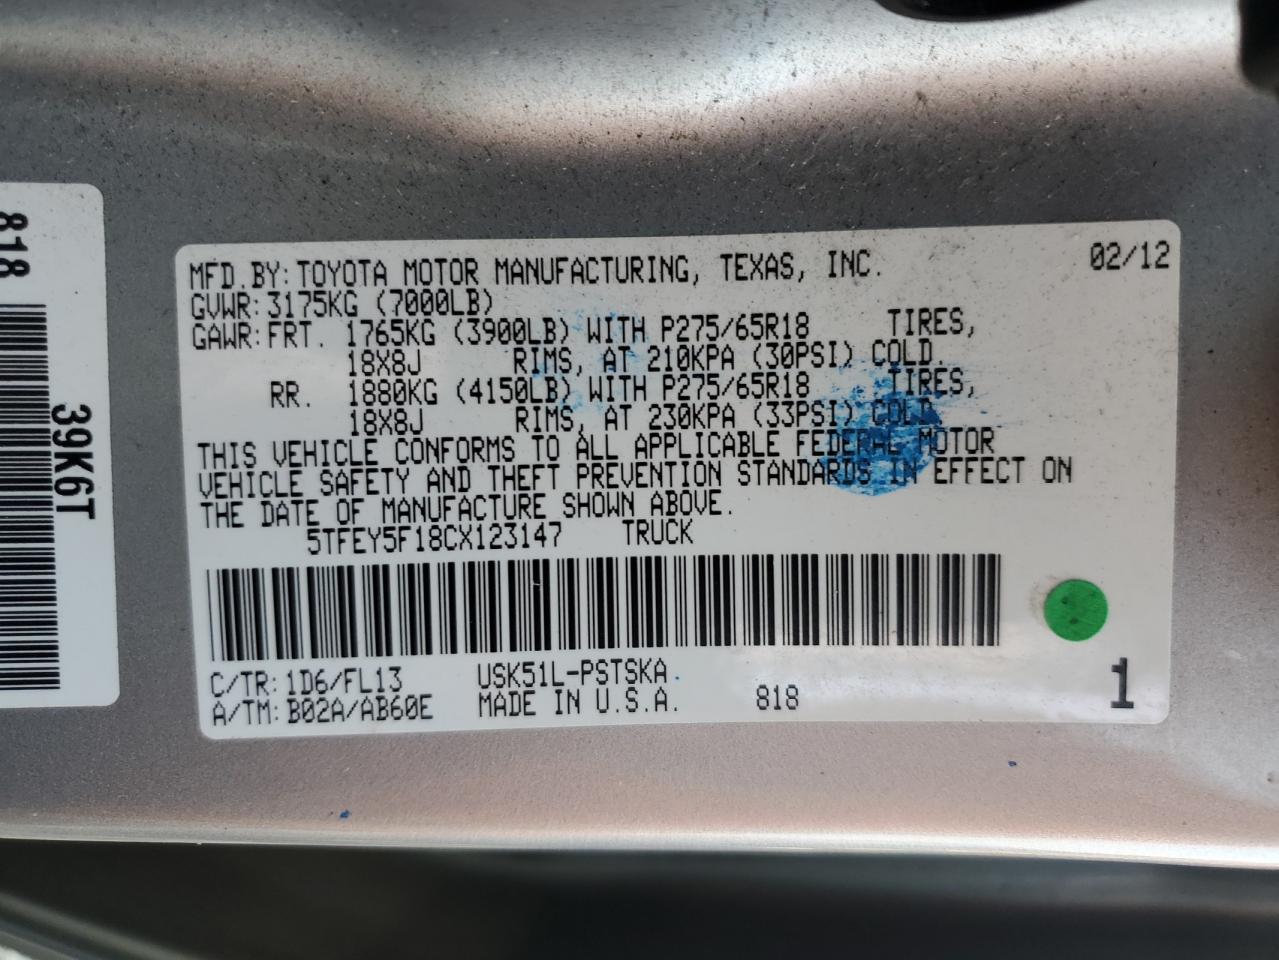 MFD.BY:TOYOTA MOTOR MANUFACTURING, TEXAS, INC. 02/12
GVWR:3175KG (7000LB)
GAWR:FRT. 1765KG (3900LB) WITH P275/65R18 TIRES,
18X8J RIMS, AT 210KPA (30PSI) COLD.
RR. 1880KG (4150LB) WITH P275/65R18 TIRES,
18X8J RIMS, AT 230KPA (33PSI) COLD.
THIS VEHICLE CONFORMS TO ALL APPLICABLE FEDERAL MOTOR
VEHICLE SAFETY AND THEFT PREVENTION STANDARDS IN EFFECT ON
THE DATE OF MANUFACTURE SHOWN ABOVE.
5TFEY5F18CX123147 TRUCK
C/TR:1D6/FL13 USK51L-PSTSKA
A/TM:B02A/AB60E MADE IN U.S.A. 818
1
818
39K6T